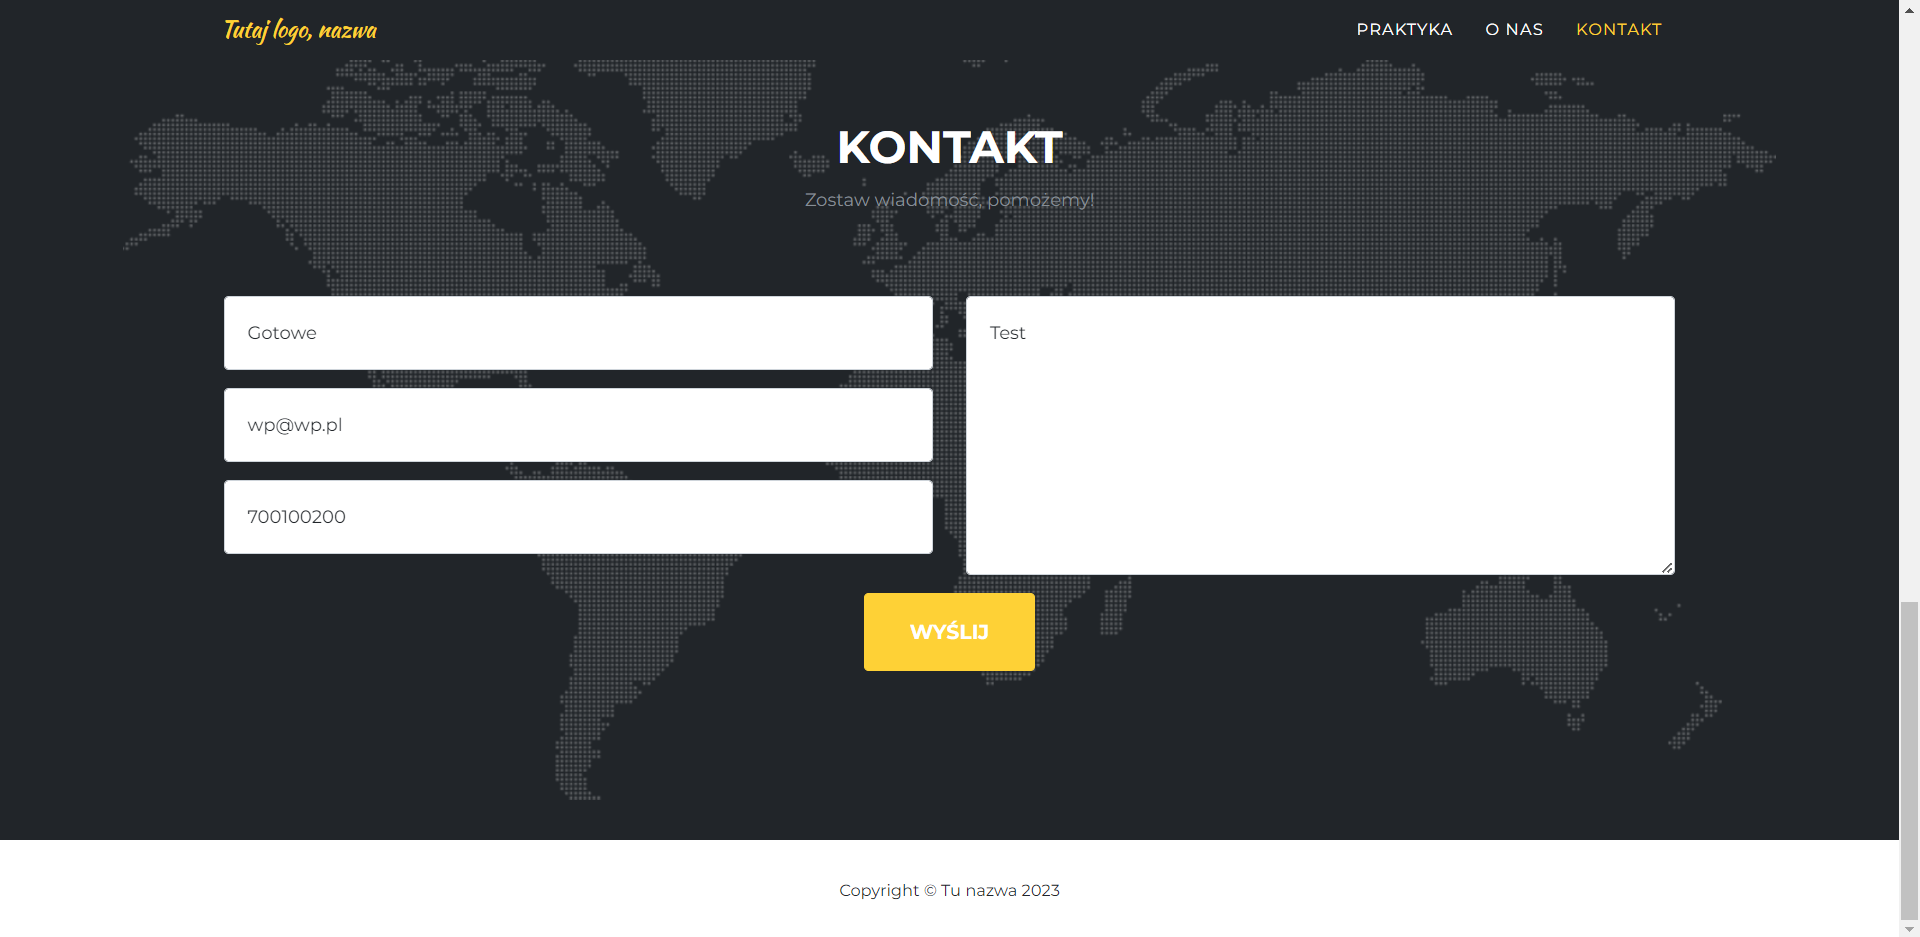 Tutaj logo, nazwa
PRAKTYKA O NAS KONTAKT
KONTAKT
Zostaw wiadomość, pomożemy!
Gotowe
wp@wp.pl
700100200
Test
WYŚLIJ
Copyright © Tu nazwa 2023